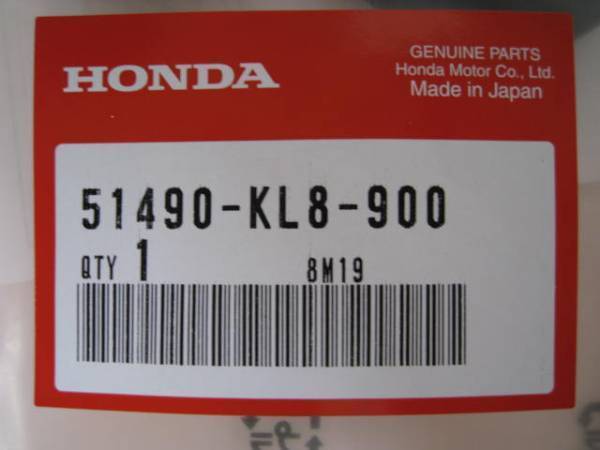 HONDA
GENUINE PARTS
Honda Motor Co., Ltd.
Made in Japan
51490-KL8-900
QTY 1 8M19